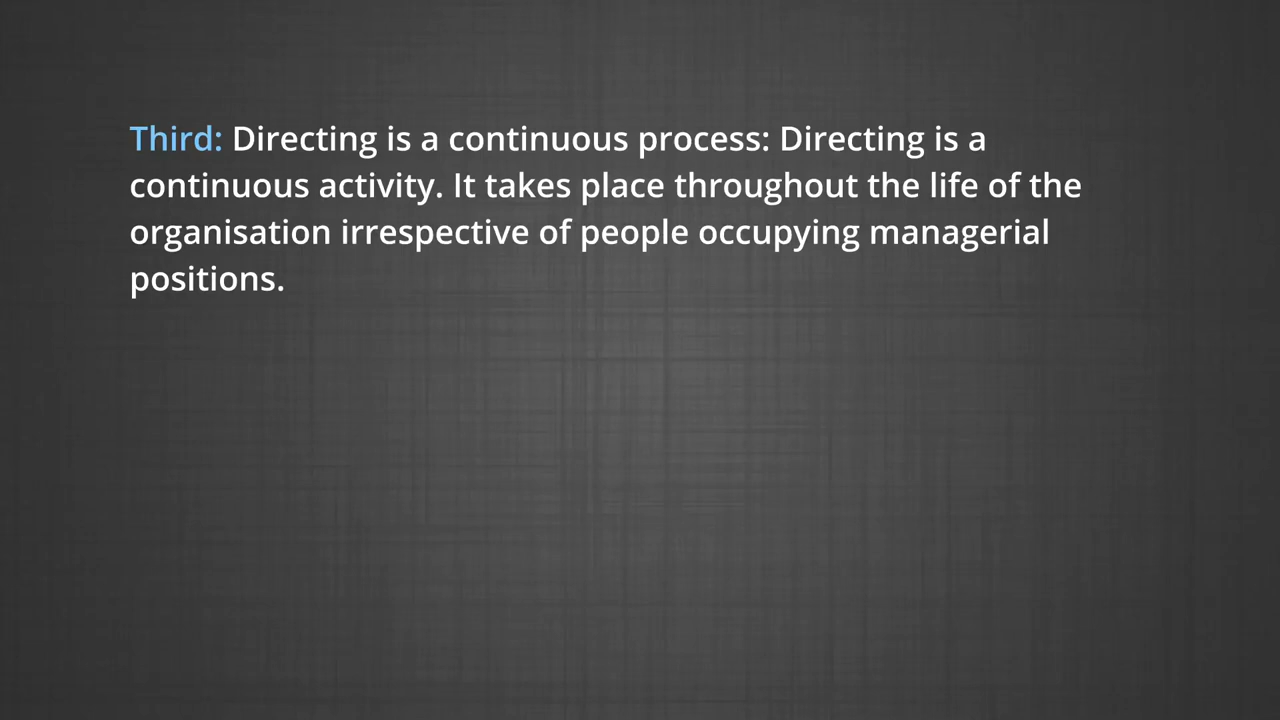 Third: Directing is a continuous process: Directing is a
continuous activity. It takes place throughout the life of the
organisation irrespective of people occupying managerial
positions.